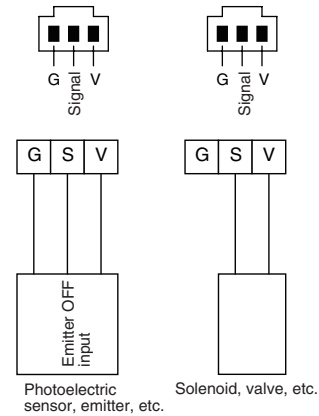 G Signal V
G Signal V
G S V
G S V
Emitter OFF
input
Photoelectric
sensor, emitter, etc.
Solenoid, valve, etc.